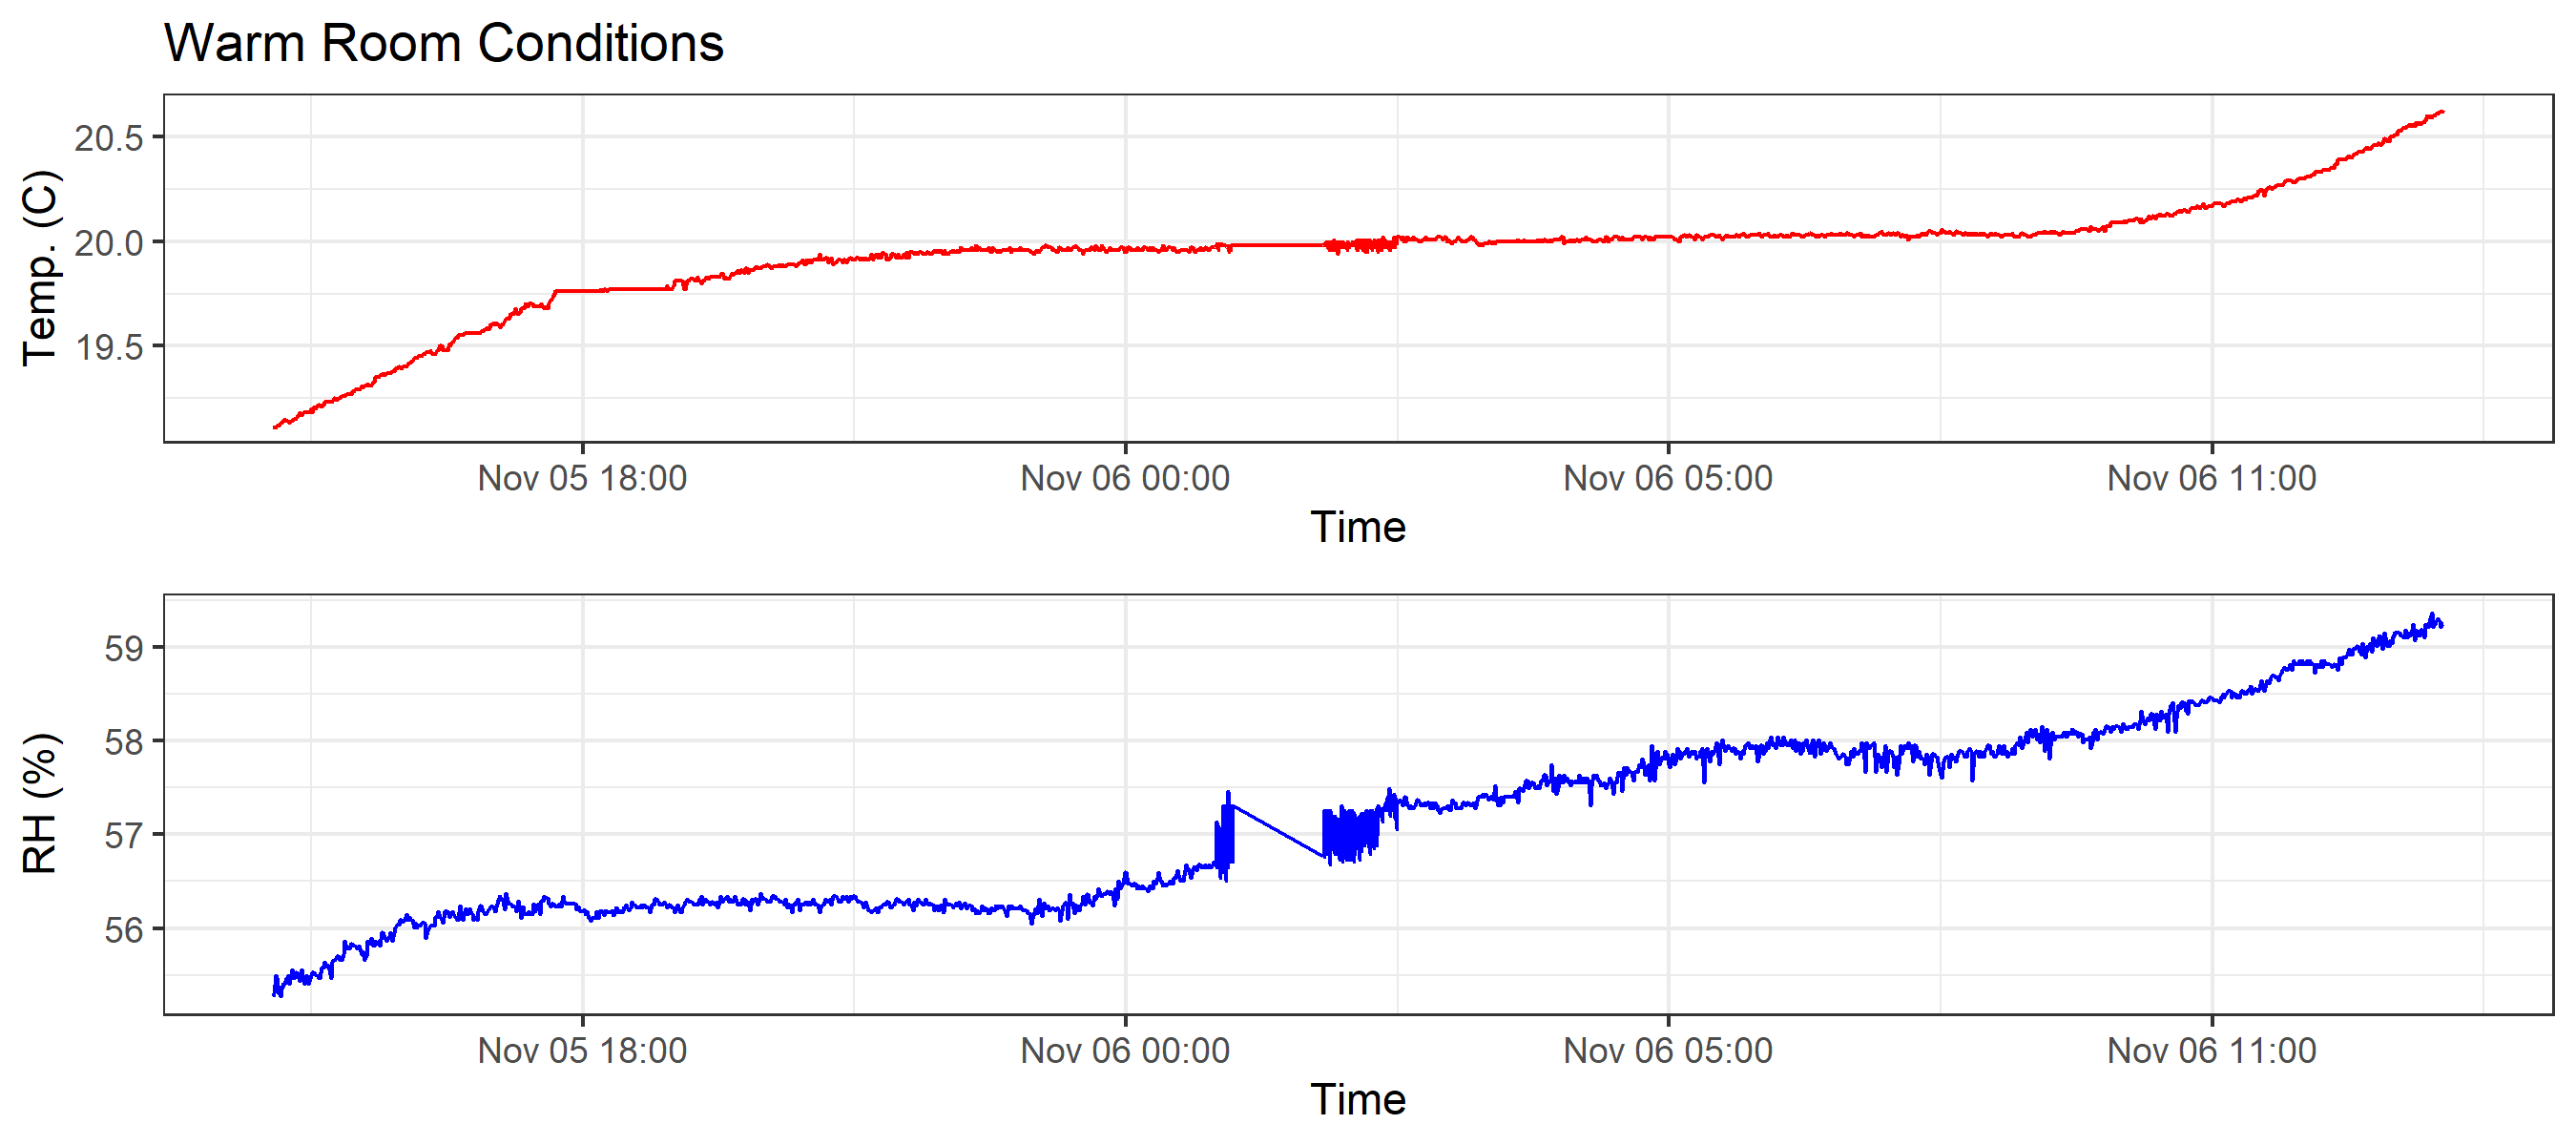 Warm Room Conditions
Temp. (C)
20.5
20.0
19.5
Nov 05 18:00 Nov 06 00:00 Nov 06 05:00 Nov 06 11:00
Time
RH (%)
59
58
57
56
Nov 05 18:00 Nov 06 00:00 Nov 06 05:00 Nov 06 11:00
Time